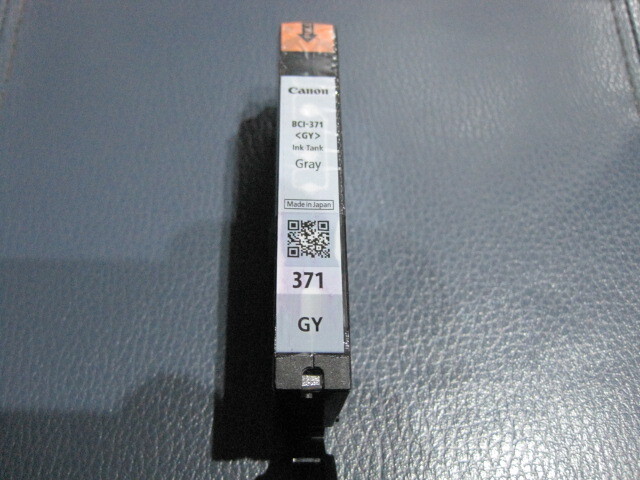 Canon
BCI-371
<GY>
Ink Tank
Gray
Made in Japan
371
GY